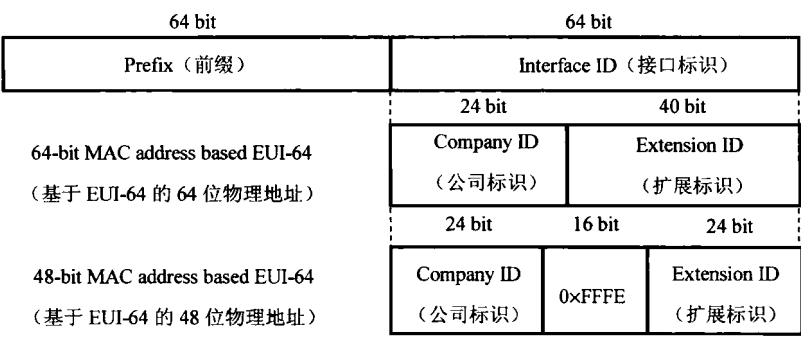 64 bit 64 bit
Prefix（前缀） Interface ID（接口标识）
24 bit 40 bit
64-bit MAC address based EUI-64
（基于 EUI-64 的 64 位物理地址）
Company ID
（公司标识）
Extension ID
（扩展标识）
24 bit 16 bit 24 bit
48-bit MAC address based EUI-64
（基于 EUI-64 的 48 位物理地址）
Company ID
（公司标识）
0×FFFE
Extension ID
（扩展标识）